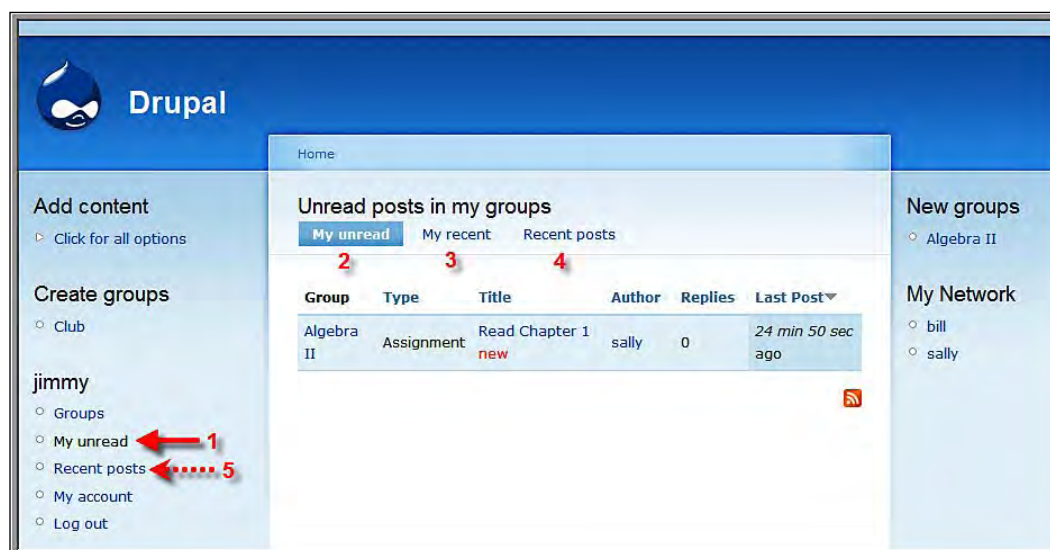 Drupal
Add content
Click for all options
Create groups
Club
jimmy
Groups
My unread 1
Recent posts 5
My account
Log out
Home
Unread posts in my groups
My unread My recent Recent posts
2 3 4
Group Type Title Author Replies Last Post
Algebra II Assignment Read Chapter 1 new sally 0 24 min 50 sec ago
New groups
Algebra II
My Network
bill
sally